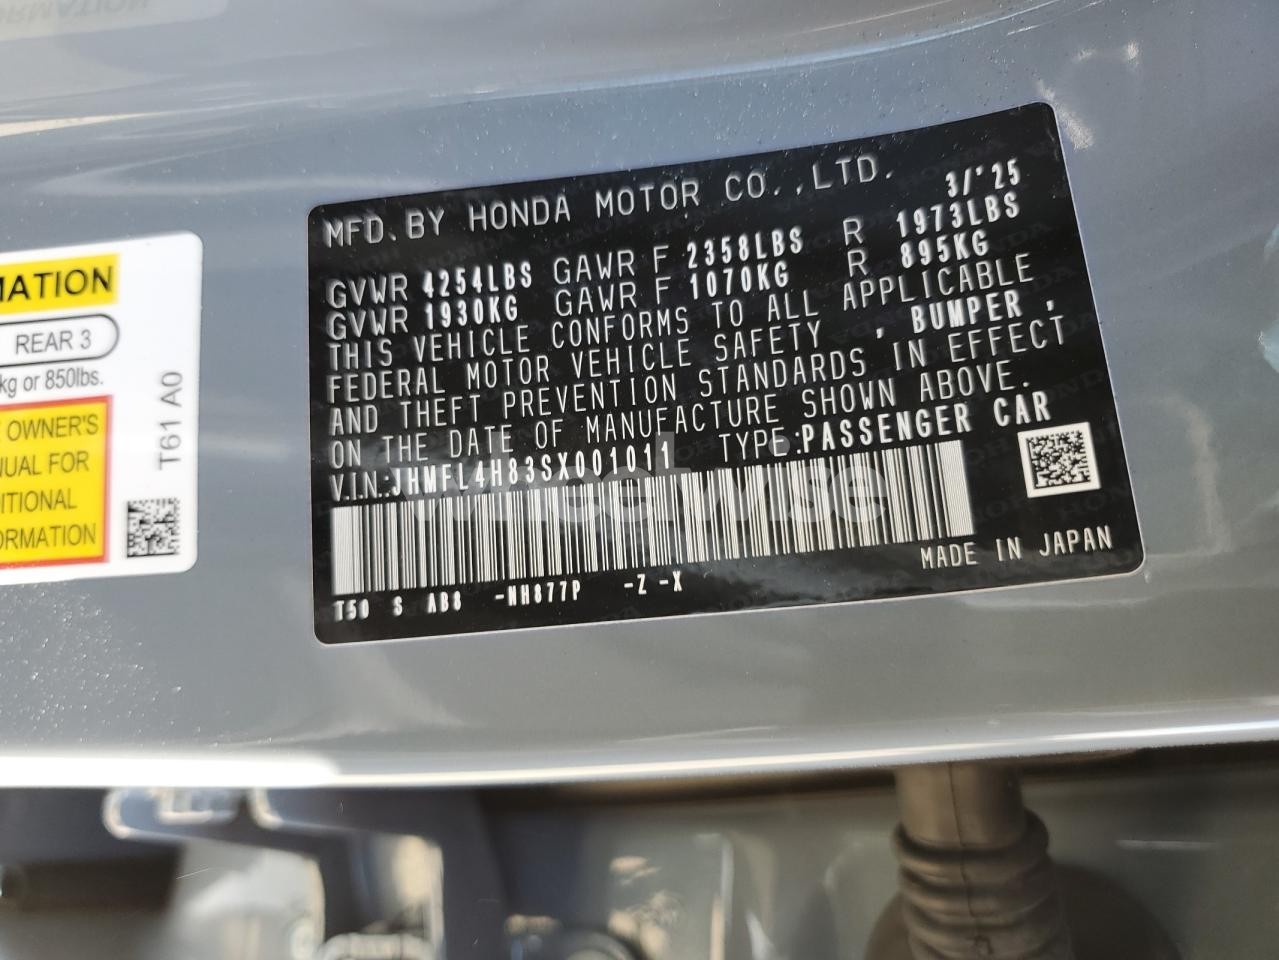 MATION
REAR 3
kg or 850lbs.
OWNER'S
NUAL FOR
DITIONAL
ORMATION
T61 A0
MFD. BY HONDA MOTOR CO.,LTD. 3/'25
GVWR 4254LBS GAWR F 2358LBS R 1973LBS
GVWR 1930KG GAWR F 1070KG R 895KG
THIS VEHICLE CONFORMS TO ALL APPLICABLE
FEDERAL MOTOR VEHICLE SAFETY , BUMPER ,
AND THEFT PREVENTION STANDARDS IN EFFECT
ON THE DATE OF MANUFACTURE SHOWN ABOVE.
V.I.N.:JHMFL4H83SX001011 TYPE:PASSENGER CAR
T50 S AB8 -NH877P -Z -X
MADE IN JAPAN